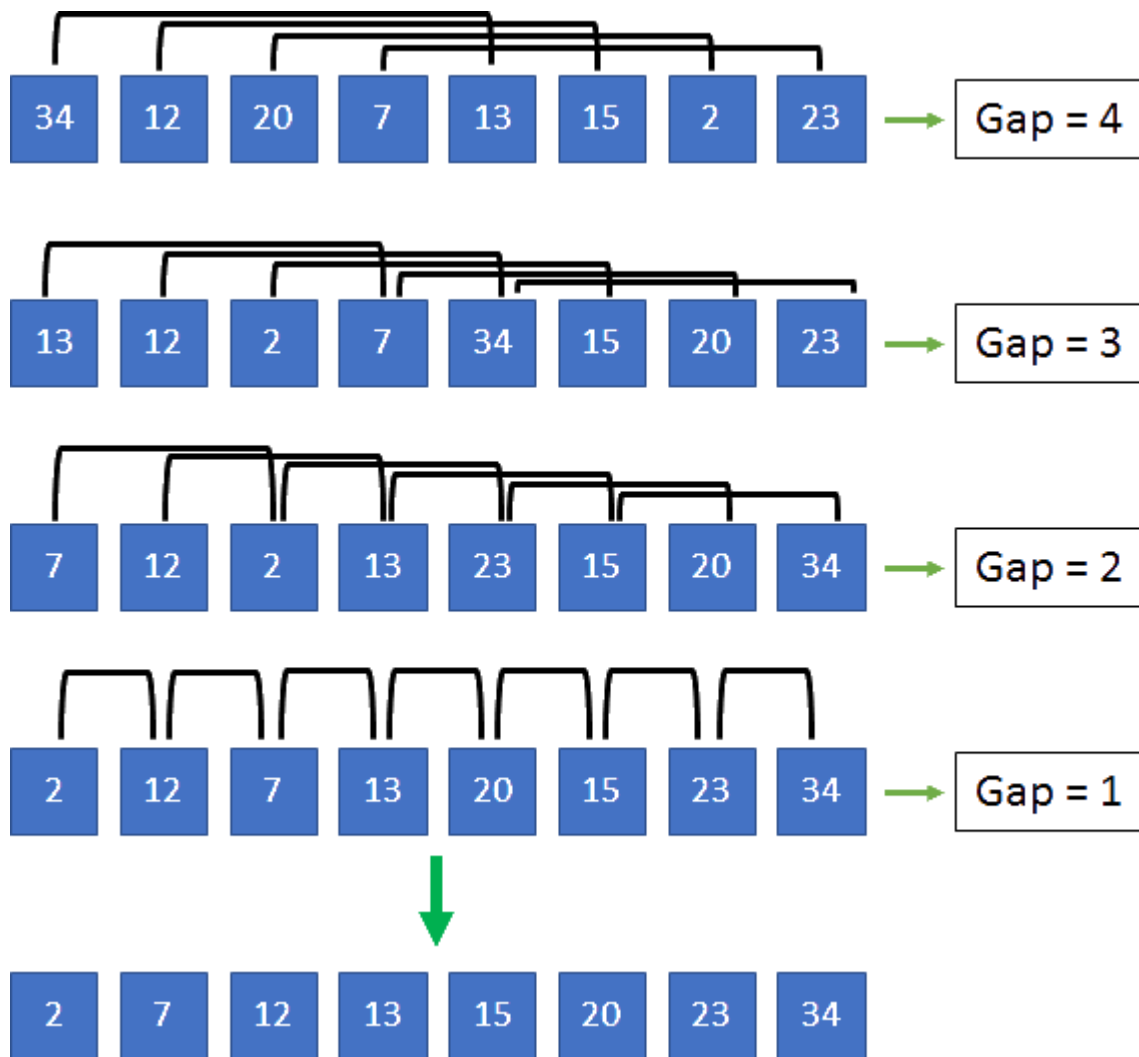 34 12 20 7 13 15 2 23 Gap = 4
13 12 2 7 34 15 20 23 Gap = 3
7 12 2 13 23 15 20 34 Gap = 2
2 12 7 13 20 15 23 34 Gap = 1
2 7 12 13 15 20 23 34